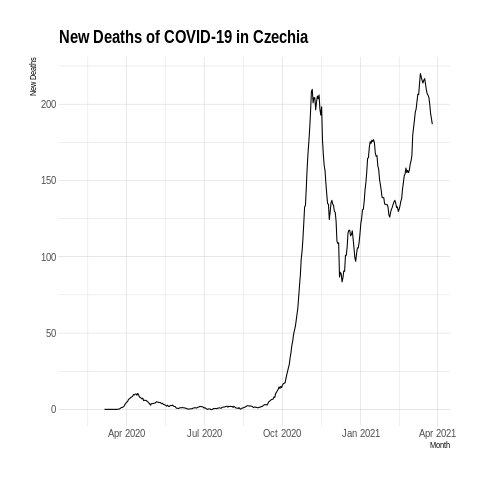 New Deaths of COVID-19 in Czechia
New Deaths
200
150
100
50
0
Apr 2020 Jul 2020 Oct 2020 Jan 2021 Apr 2021
Month